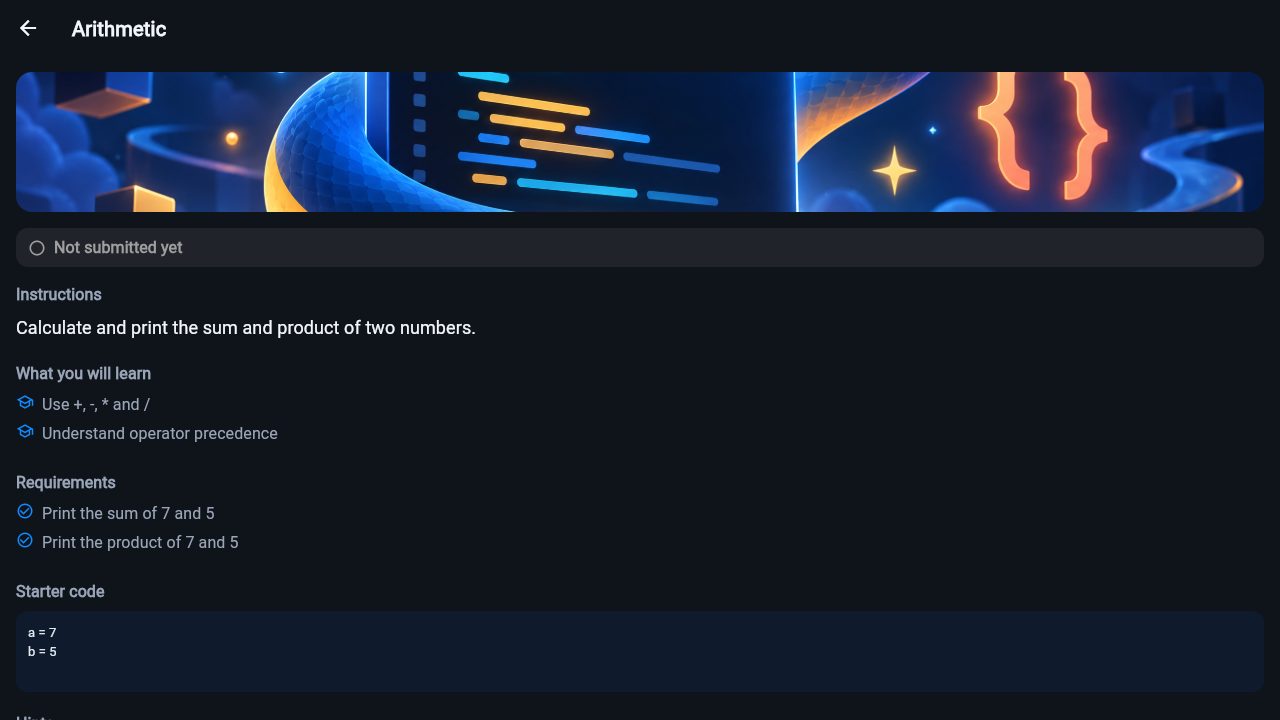 Arithmetic
Not submitted yet
Instructions
Calculate and print the sum and product of two numbers.
What you will learn
Use +, -, * and /
Understand operator precedence
Requirements
Print the sum of 7 and 5
Print the product of 7 and 5
Starter code
a = 7
b = 5